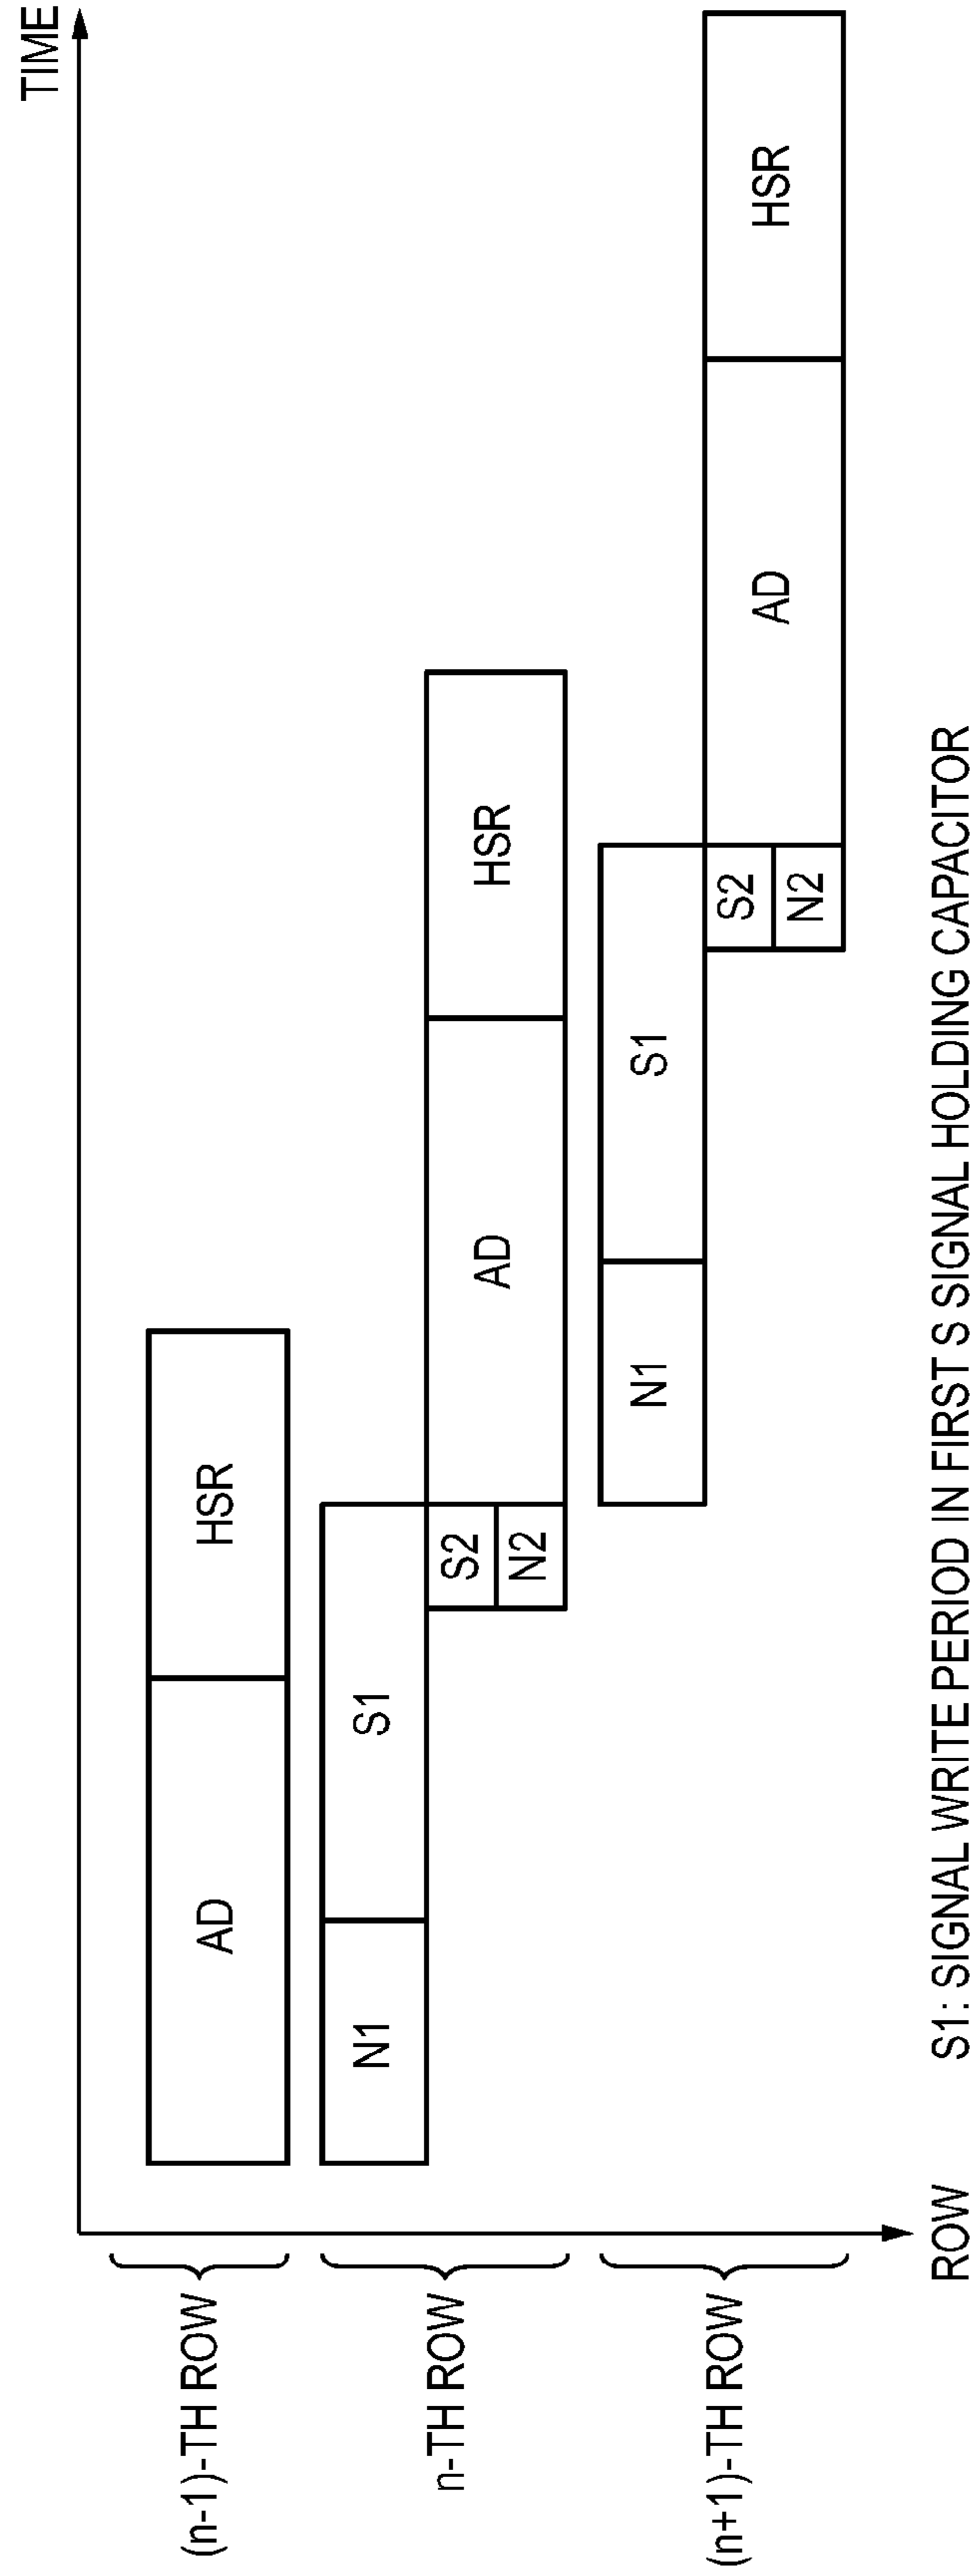 TIME
(n-1)-TH ROW
AD
HSR
n-TH ROW
N1
S1
S2
N2
AD
HSR
(n+1)-TH ROW
N1
S1
S2
N2
AD
HSR
ROW
S1: SIGNAL WRITE PERIOD IN FIRST S SIGNAL HOLDING CAPACITOR